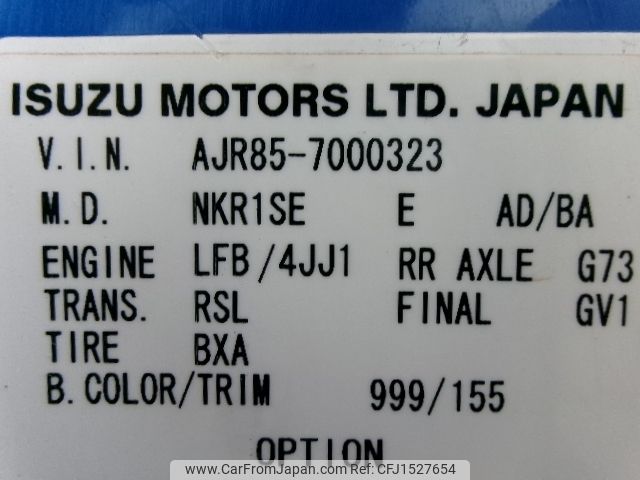 ISUZU MOTORS LTD. JAPAN
V.I.N. AJR85-7000323
M.D. NKR1SE E AD/BA
ENGINE LFB/4JJ1 RR AXLE G73
TRANS. RSL FINAL GV1
TIRE BXA
B.COLOR/TRIM 999/155
OPTION
www.CarFromJapan.com CFJ1527654